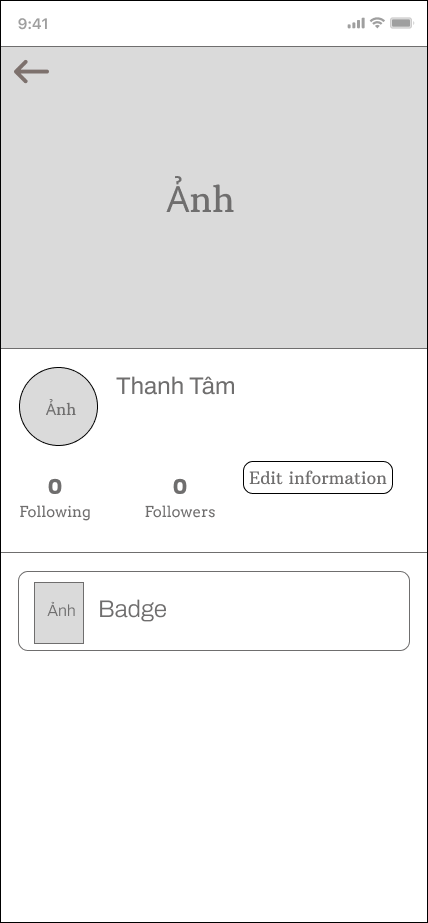 9:41
Ảnh
Ảnh
Thanh Tâm
0
Following
0
Followers
Edit information
Ảnh
Badge